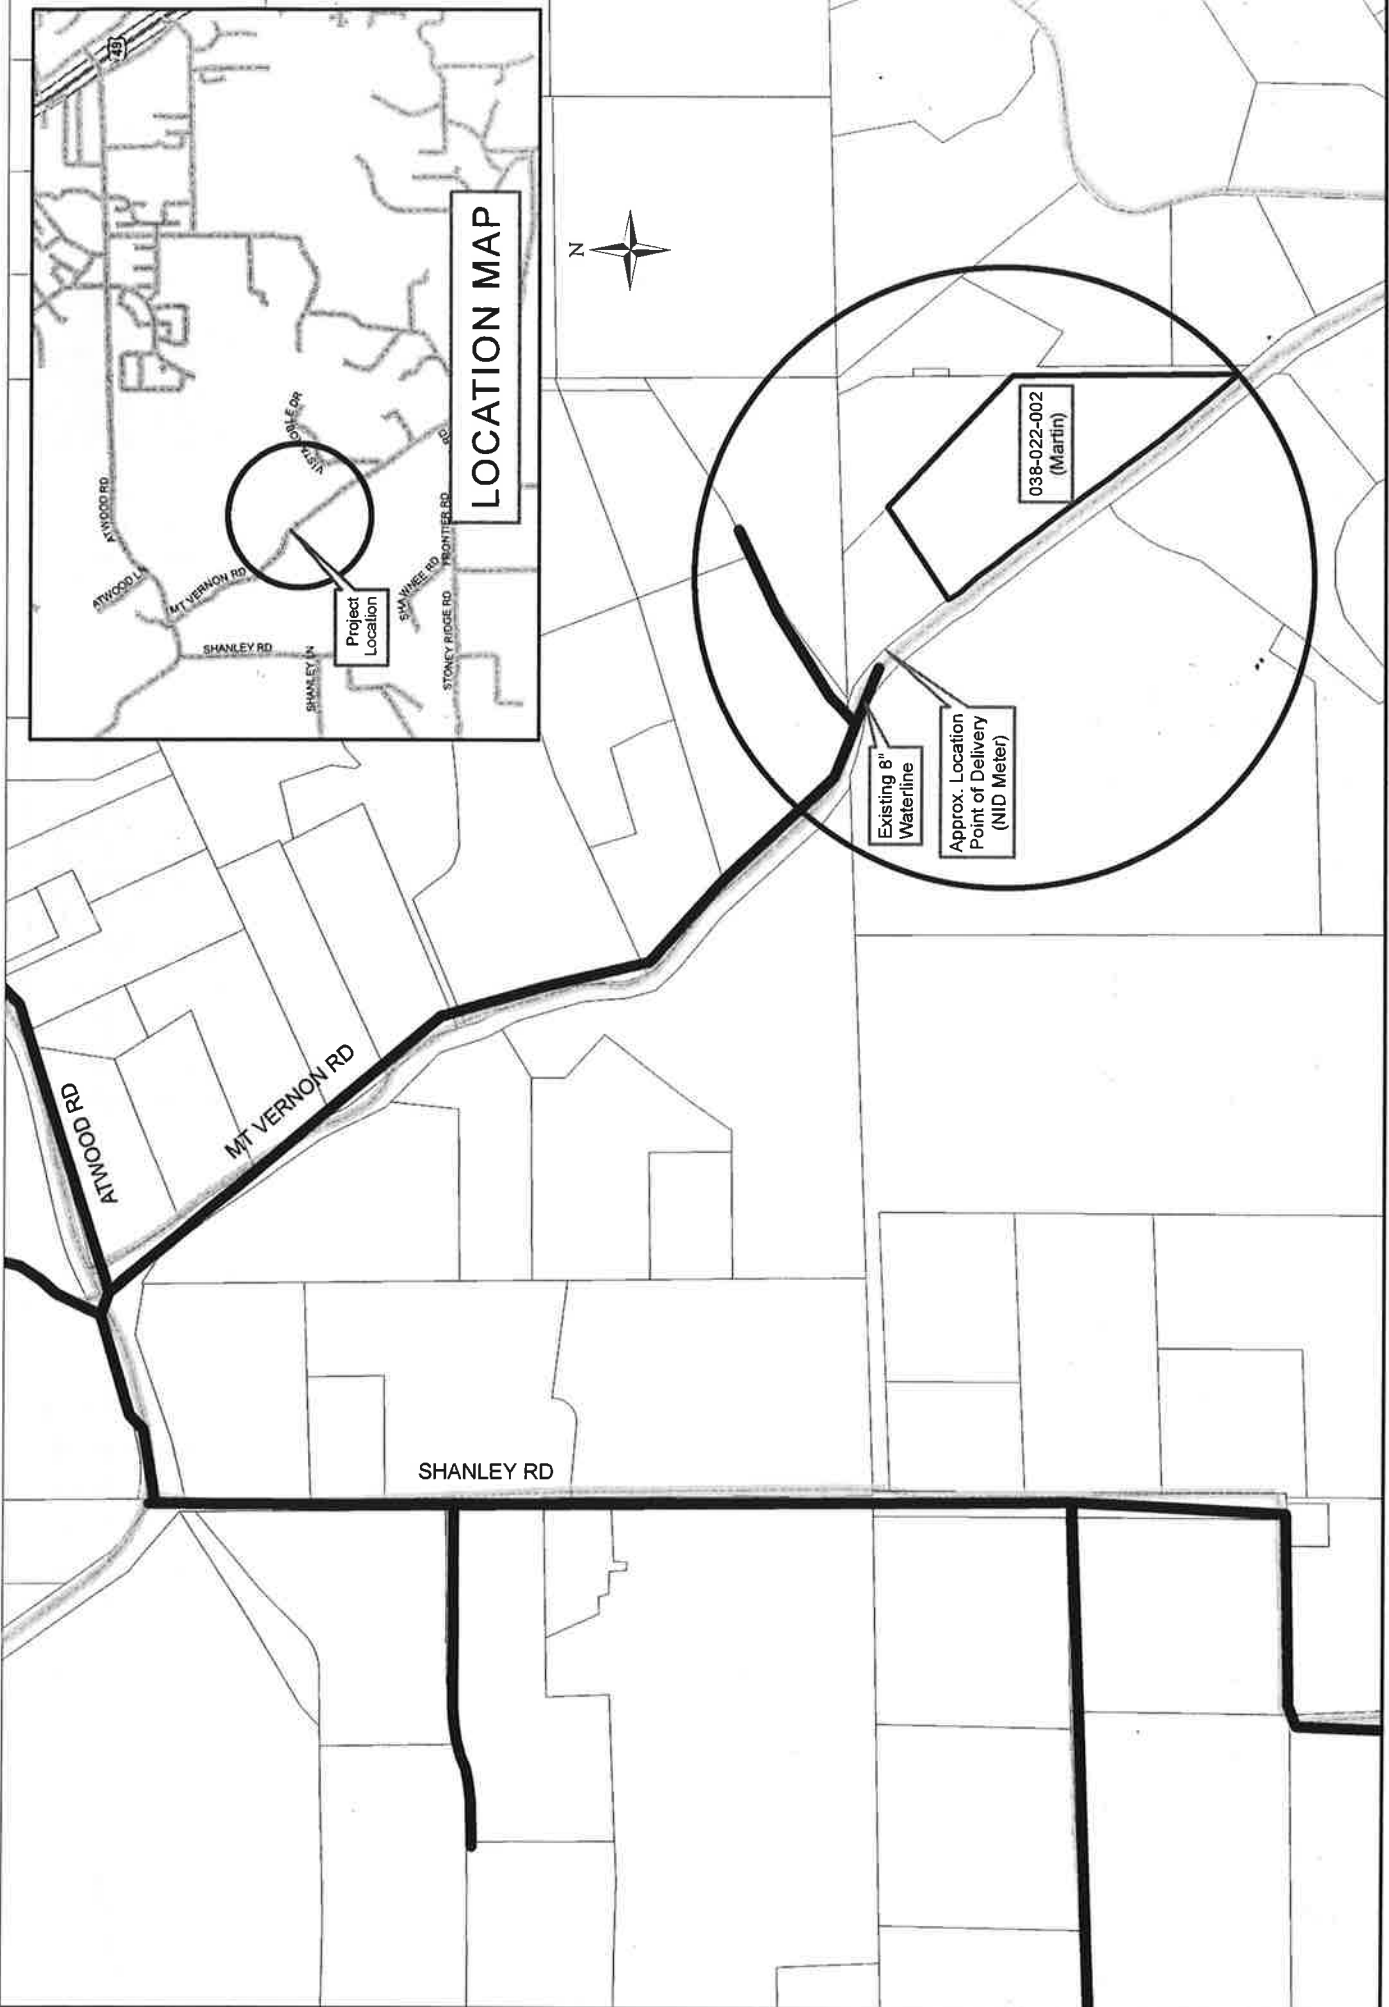 49
ATWOOD RD
ATWOOD LN
MT VERNON RD
SHANLEY RD
SHANLEY LN
VISTA ROBLE DR
SHAWNEE RD
FRONTIER RD
STONEY RIDGE RD
RD
Project
Location
LOCATION MAP
N
ATWOOD RD
MT VERNON RD
SHANLEY RD
Existing 8"
Waterline
Approx. Location
Point of Delivery
(NID Meter)
038-022-002
(Martin)